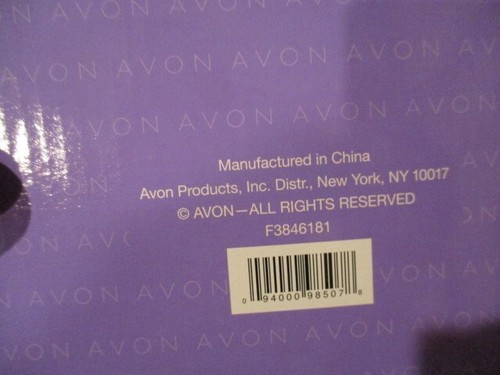 AVON AVON AVON AVON
AVON AVON AVON AVON
AVON AVON AVON
Manufactured in China
Avon Products, Inc. Distr., New York, NY 10017
© AVON—ALL RIGHTS RESERVED
F3846181
0 94000 98507 8
AVON AVON
AVON AVON AVON AVON